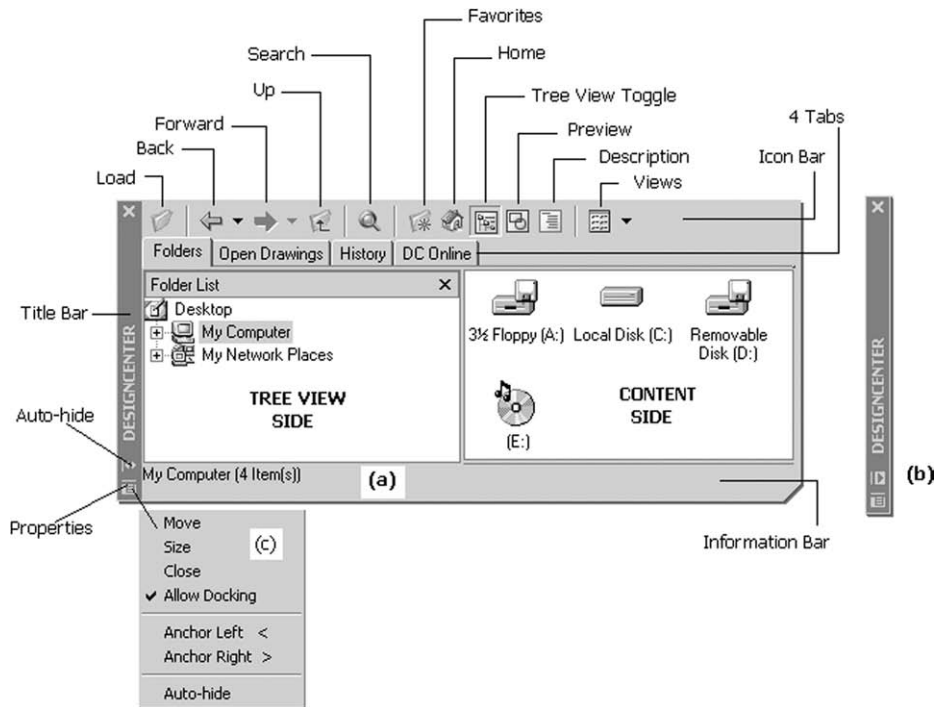 Favorites
Search
Home
Up
Tree View Toggle
Forward
Preview
4 Tabs
Back
Description
Icon Bar
Load
Views
Folders
Open Drawings
History
DC Online
Folder List
Title Bar
Desktop
My Computer
My Network Places
3½ Floppy (A:)
Local Disk (C:)
Removable
Disk (D:)
TREE VIEW
SIDE
CONTENT
SIDE
(E:)
DESIGNCENTER
DESIGNCENTER
Auto-hide
My Computer (4 Item(s))
(a)
(b)
Properties
Information Bar
Move
(c)
Size
Close
Allow Docking
Anchor Left <
Anchor Right >
Auto-hide